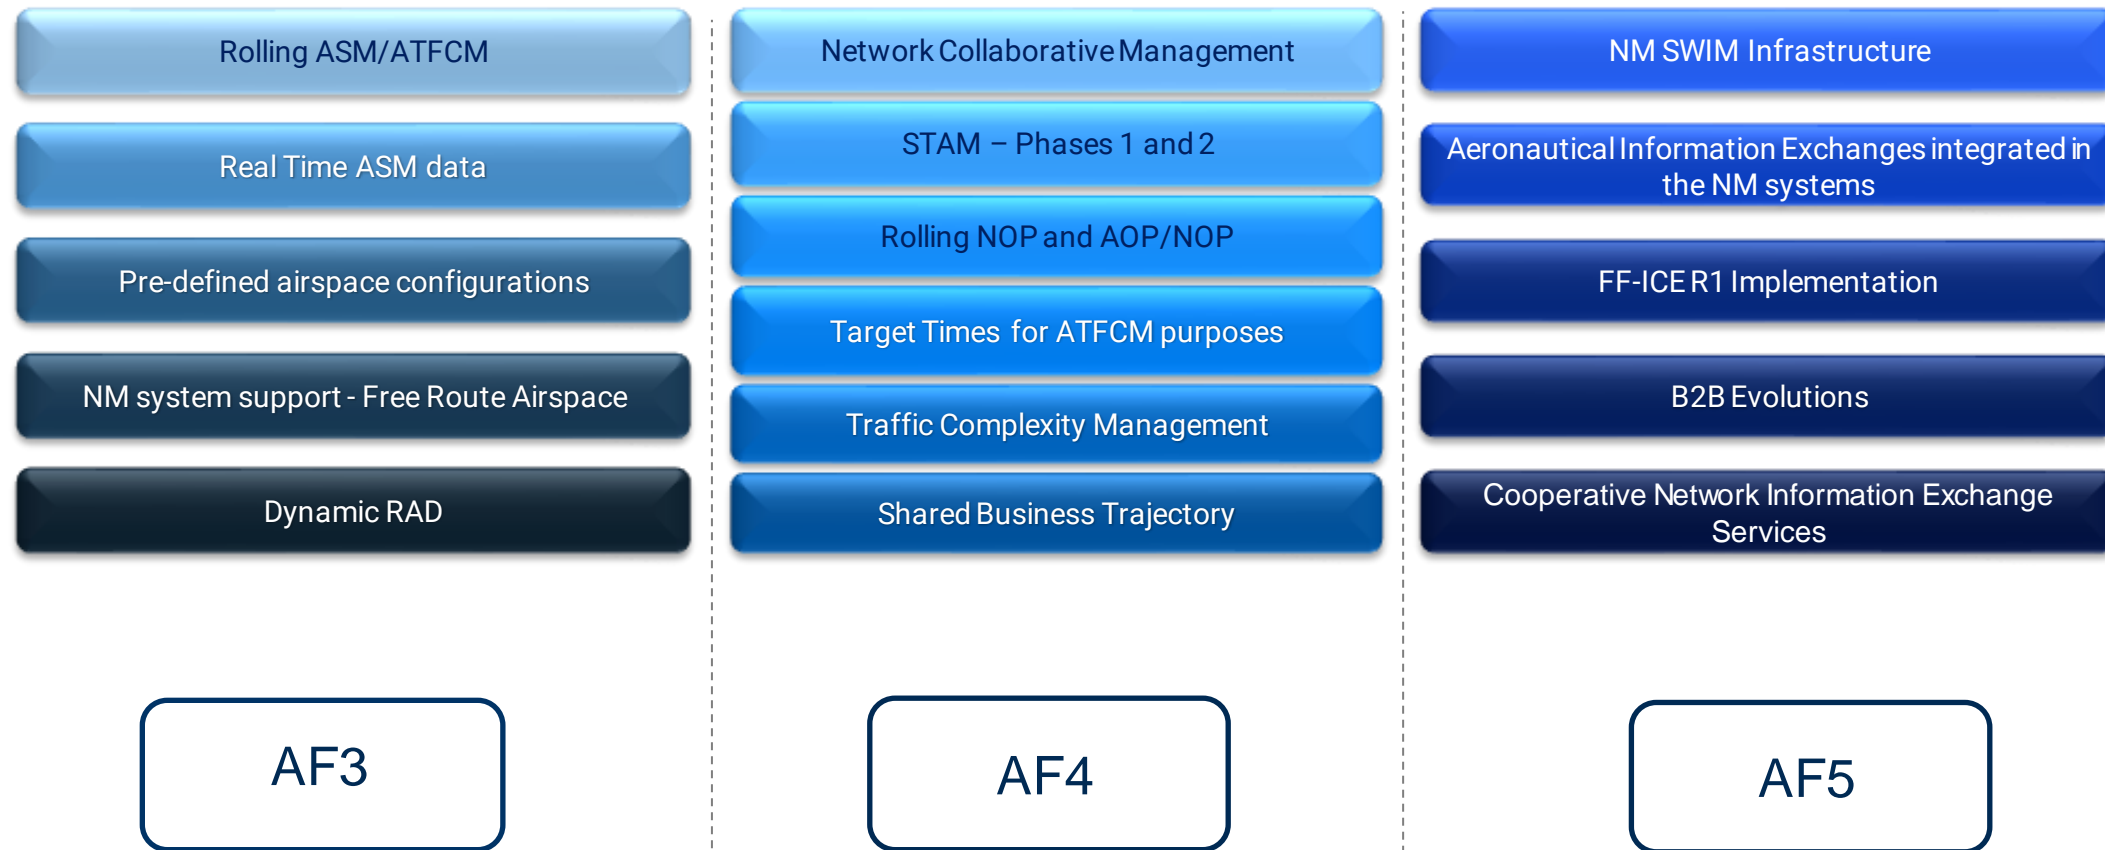 Rolling ASM/ATFCM
Real Time ASM data
Pre-defined airspace configurations
NM system support - Free Route Airspace
Dynamic RAD
AF3
Network Collaborative Management
STAM – Phases 1 and 2
Rolling NOP and AOP/NOP
Target Times for ATFCM purposes
Traffic Complexity Management
Shared Business Trajectory
AF4
NM SWIM Infrastructure
Aeronautical Information Exchanges integrated in
the NM systems
FF-ICE R1 Implementation
B2B Evolutions
Cooperative Network Information Exchange
Services
AF5